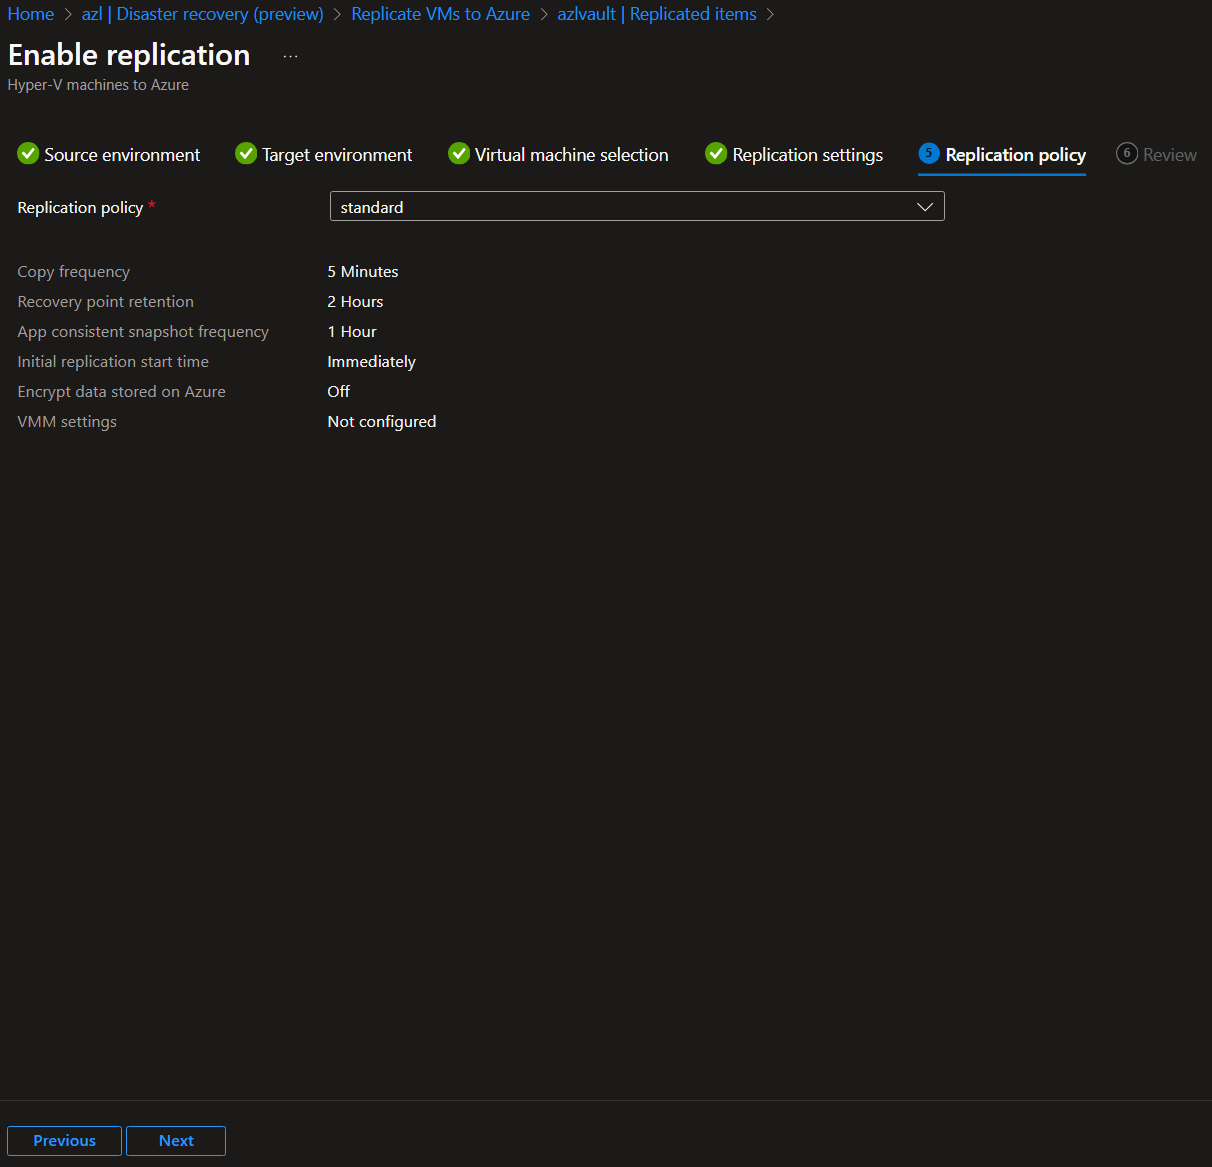 Home > azl | Disaster recovery (preview) > Replicate VMs to Azure > azlvault | Replicated items >
Enable replication ...
Hyper-V machines to Azure
Source environment Target environment Virtual machine selection Replication settings 5 Replication policy 6 Review
Replication policy * standard
Copy frequency 5 Minutes
Recovery point retention 2 Hours
App consistent snapshot frequency 1 Hour
Initial replication start time Immediately
Encrypt data stored on Azure Off
VMM settings Not configured
Previous Next